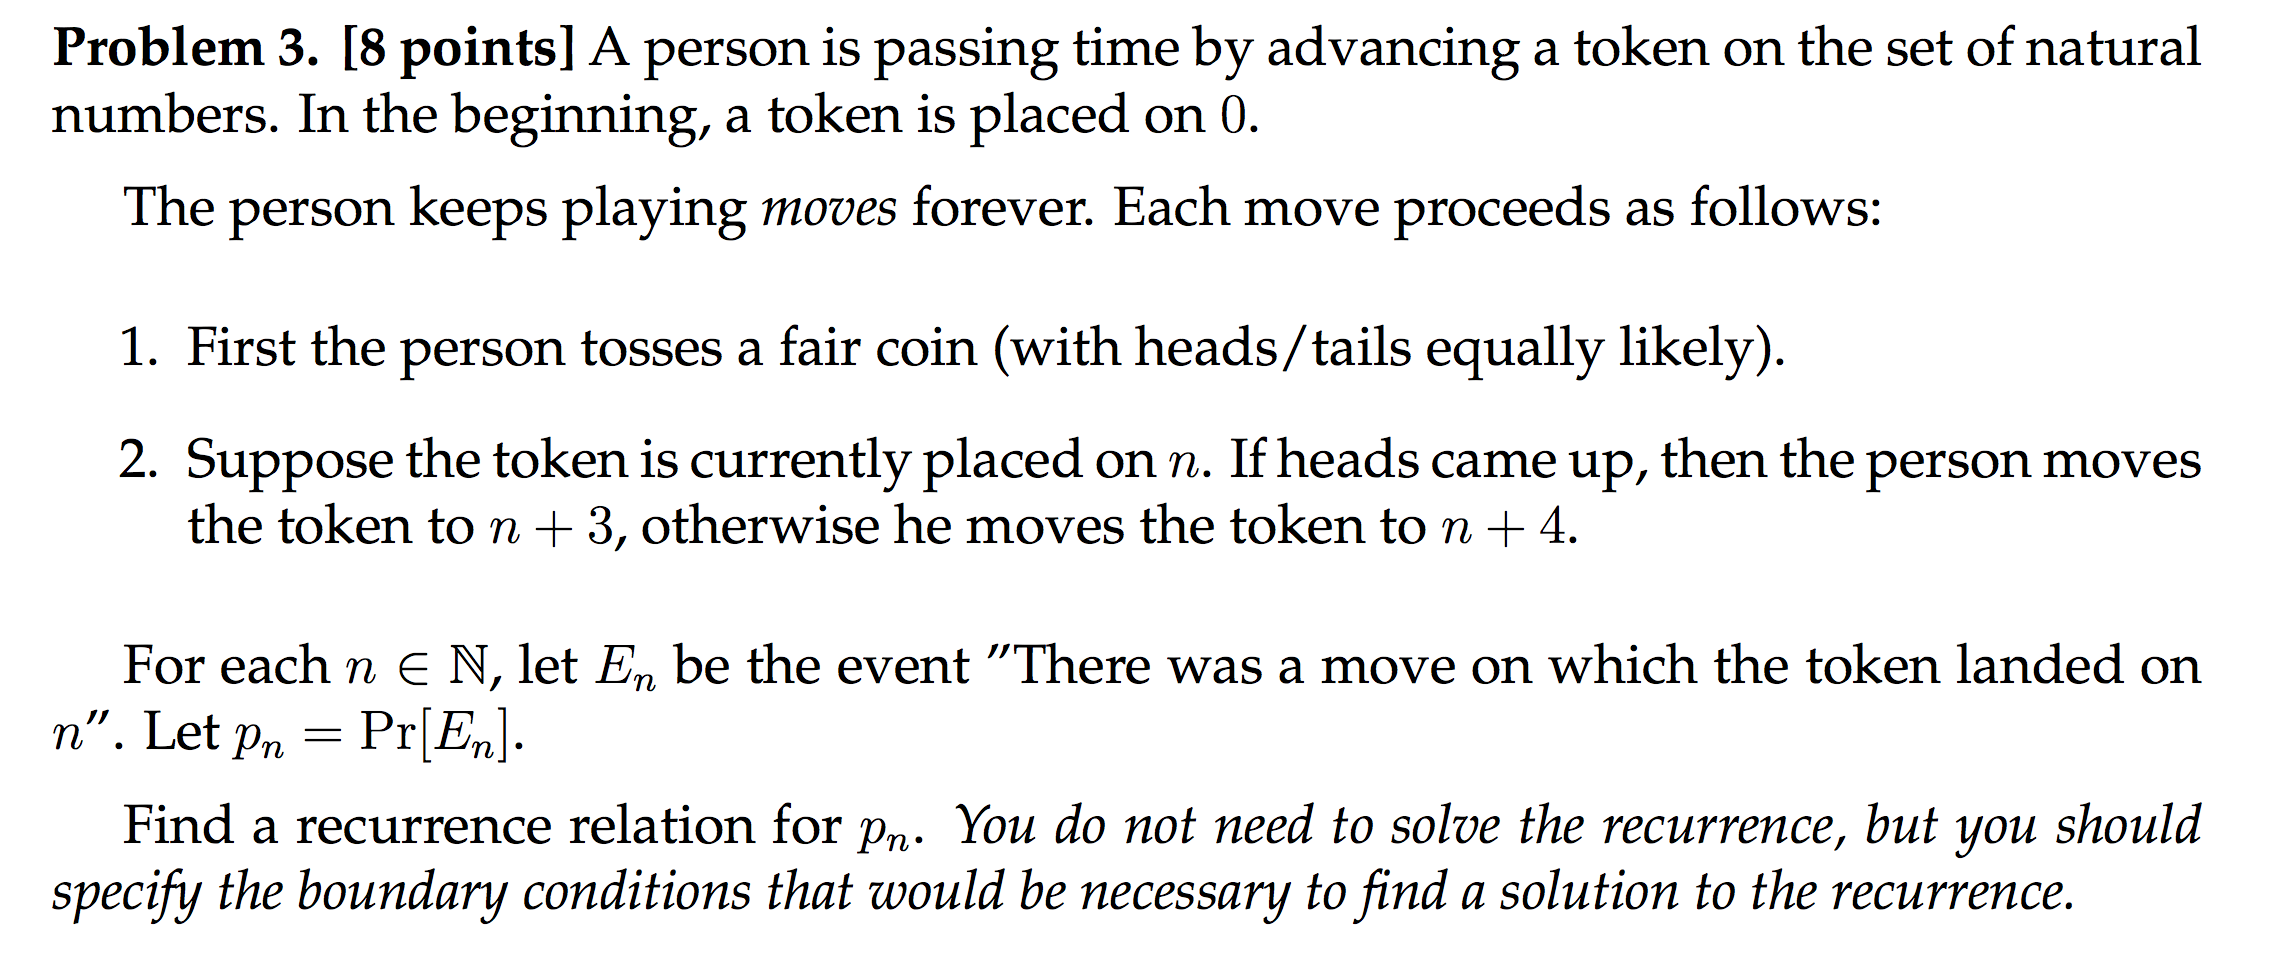 Problem 3. [8 points] A person is passing time by advancing a token on the set of natural
numbers. In the beginning, a token is placed on 0.
The person keeps playing moves forever. Each move proceeds as follows:
1. First the person tosses a fair coin (with heads/tails equally likely).
2. Suppose the token is currently placed on n. If heads came up, then the person moves
the token to n + 3, otherwise he moves the token to n + 4.
For each n ∈ ℕ, let Eₙ be the event ″There was a move on which the token landed on
n″. Let pₙ = Pr[Eₙ].
Find a recurrence relation for pₙ. You do not need to solve the recurrence, but you should
specify the boundary conditions that would be necessary to find a solution to the recurrence.